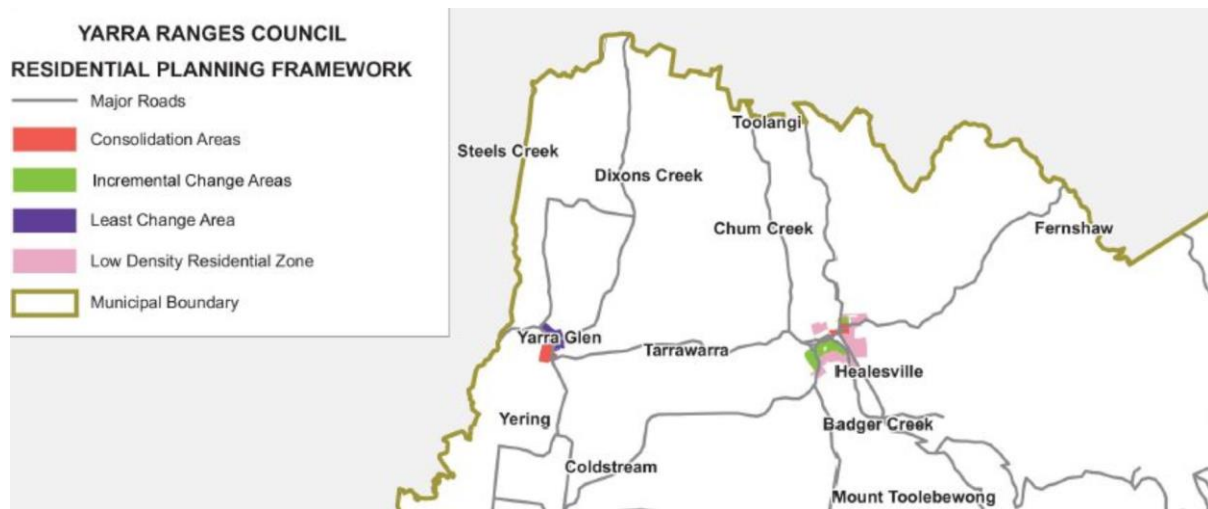 YARRA RANGES COUNCIL
RESIDENTIAL PLANNING FRAMEWORK
Major Roads
Consolidation Areas
Incremental Change Areas
Least Change Area
Low Density Residential Zone
Municipal Boundary
Toolangi
Steels Creek
Dixons Creek
Chum Creek
Fernshaw
Yarra Glen
Tarrawarra
Healesville
Yering
Badger Creek
Coldstream
Mount Toolebewong